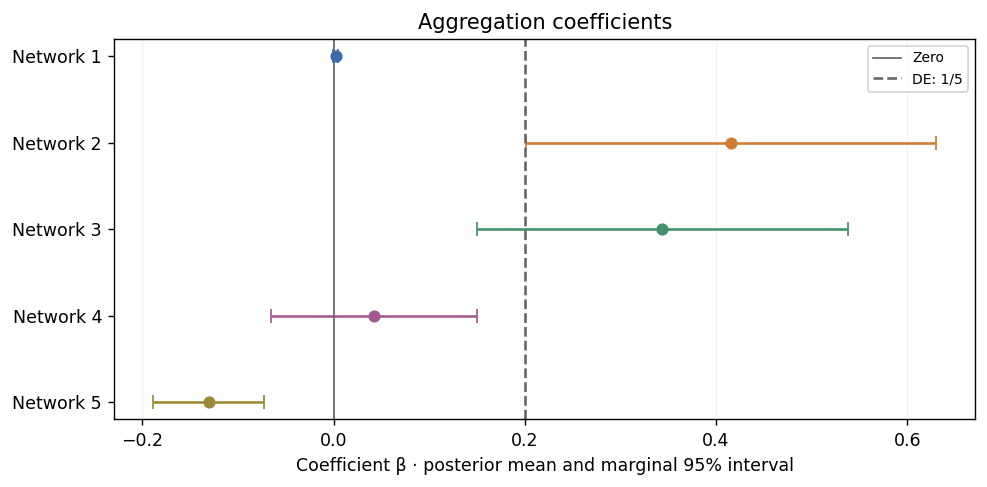 Aggregation coefficients
Network 1
Network 2
Network 3
Network 4
Network 5
Zero
DE: 1/5
−0.2
0.0
0.2
0.4
0.6
Coefficient β · posterior mean and marginal 95% interval